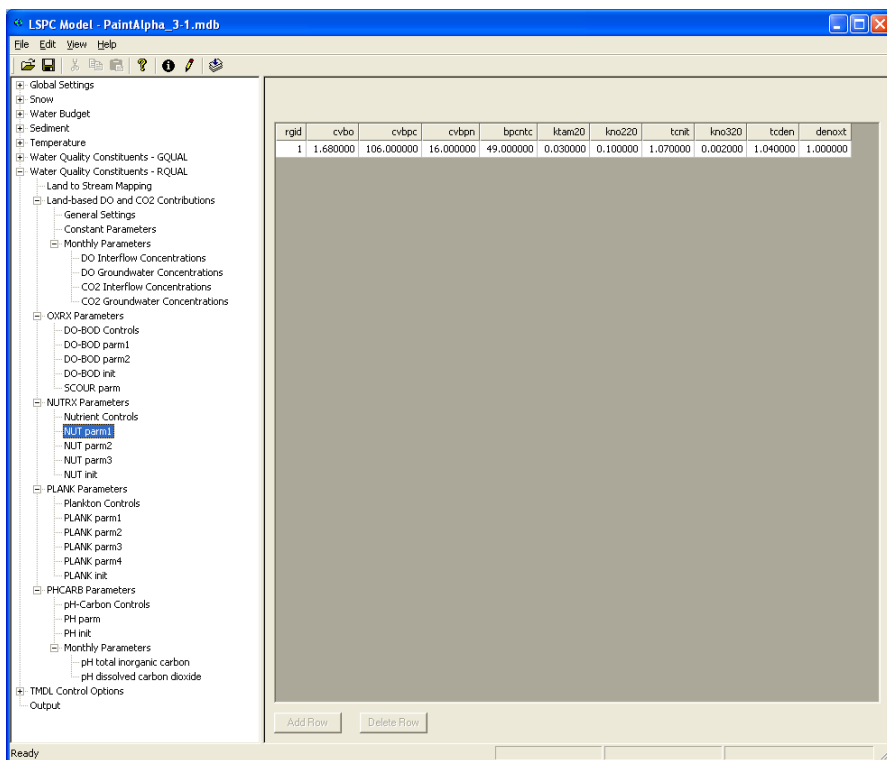 LSPC Model - PaintAlpha_3-1.mdb
File Edit View Help
Global Settings
Snow
Water Budget
Sediment
Temperature
Water Quality Constituents - GQUAL
Water Quality Constituents - RQUAL
Land to Stream Mapping
Land-based DO and CO2 Contributions
General Settings
Constant Parameters
Monthly Parameters
DO Interflow Concentrations
DO Groundwater Concentrations
CO2 Interflow Concentrations
CO2 Groundwater Concentrations
OXRX Parameters
DO-BOD Controls
DO-BOD parm1
DO-BOD parm2
DO-BOD init
SCOUR parm
NUTRX Parameters
Nutrient Controls
NUT parm1
NUT parm2
NUT parm3
NUT init
PLANK Parameters
Plankton Controls
PLANK parm1
PLANK parm2
PLANK parm3
PLANK parm4
PLANK init
PHCARB Parameters
pH-Carbon Controls
PH parm
PH init
Monthly Parameters
pH total inorganic carbon
pH dissolved carbon dioxide
TMDL Control Options
Output
rgid cvbo cvbpc cvbpn bpcntc ktam20 kno220 tcnit kno320 tcden denoxt
1 1.680000 106.000000 16.000000 49.000000 0.030000 0.100000 1.070000 0.002000 1.040000 1.000000
Add Row Delete Row
Ready